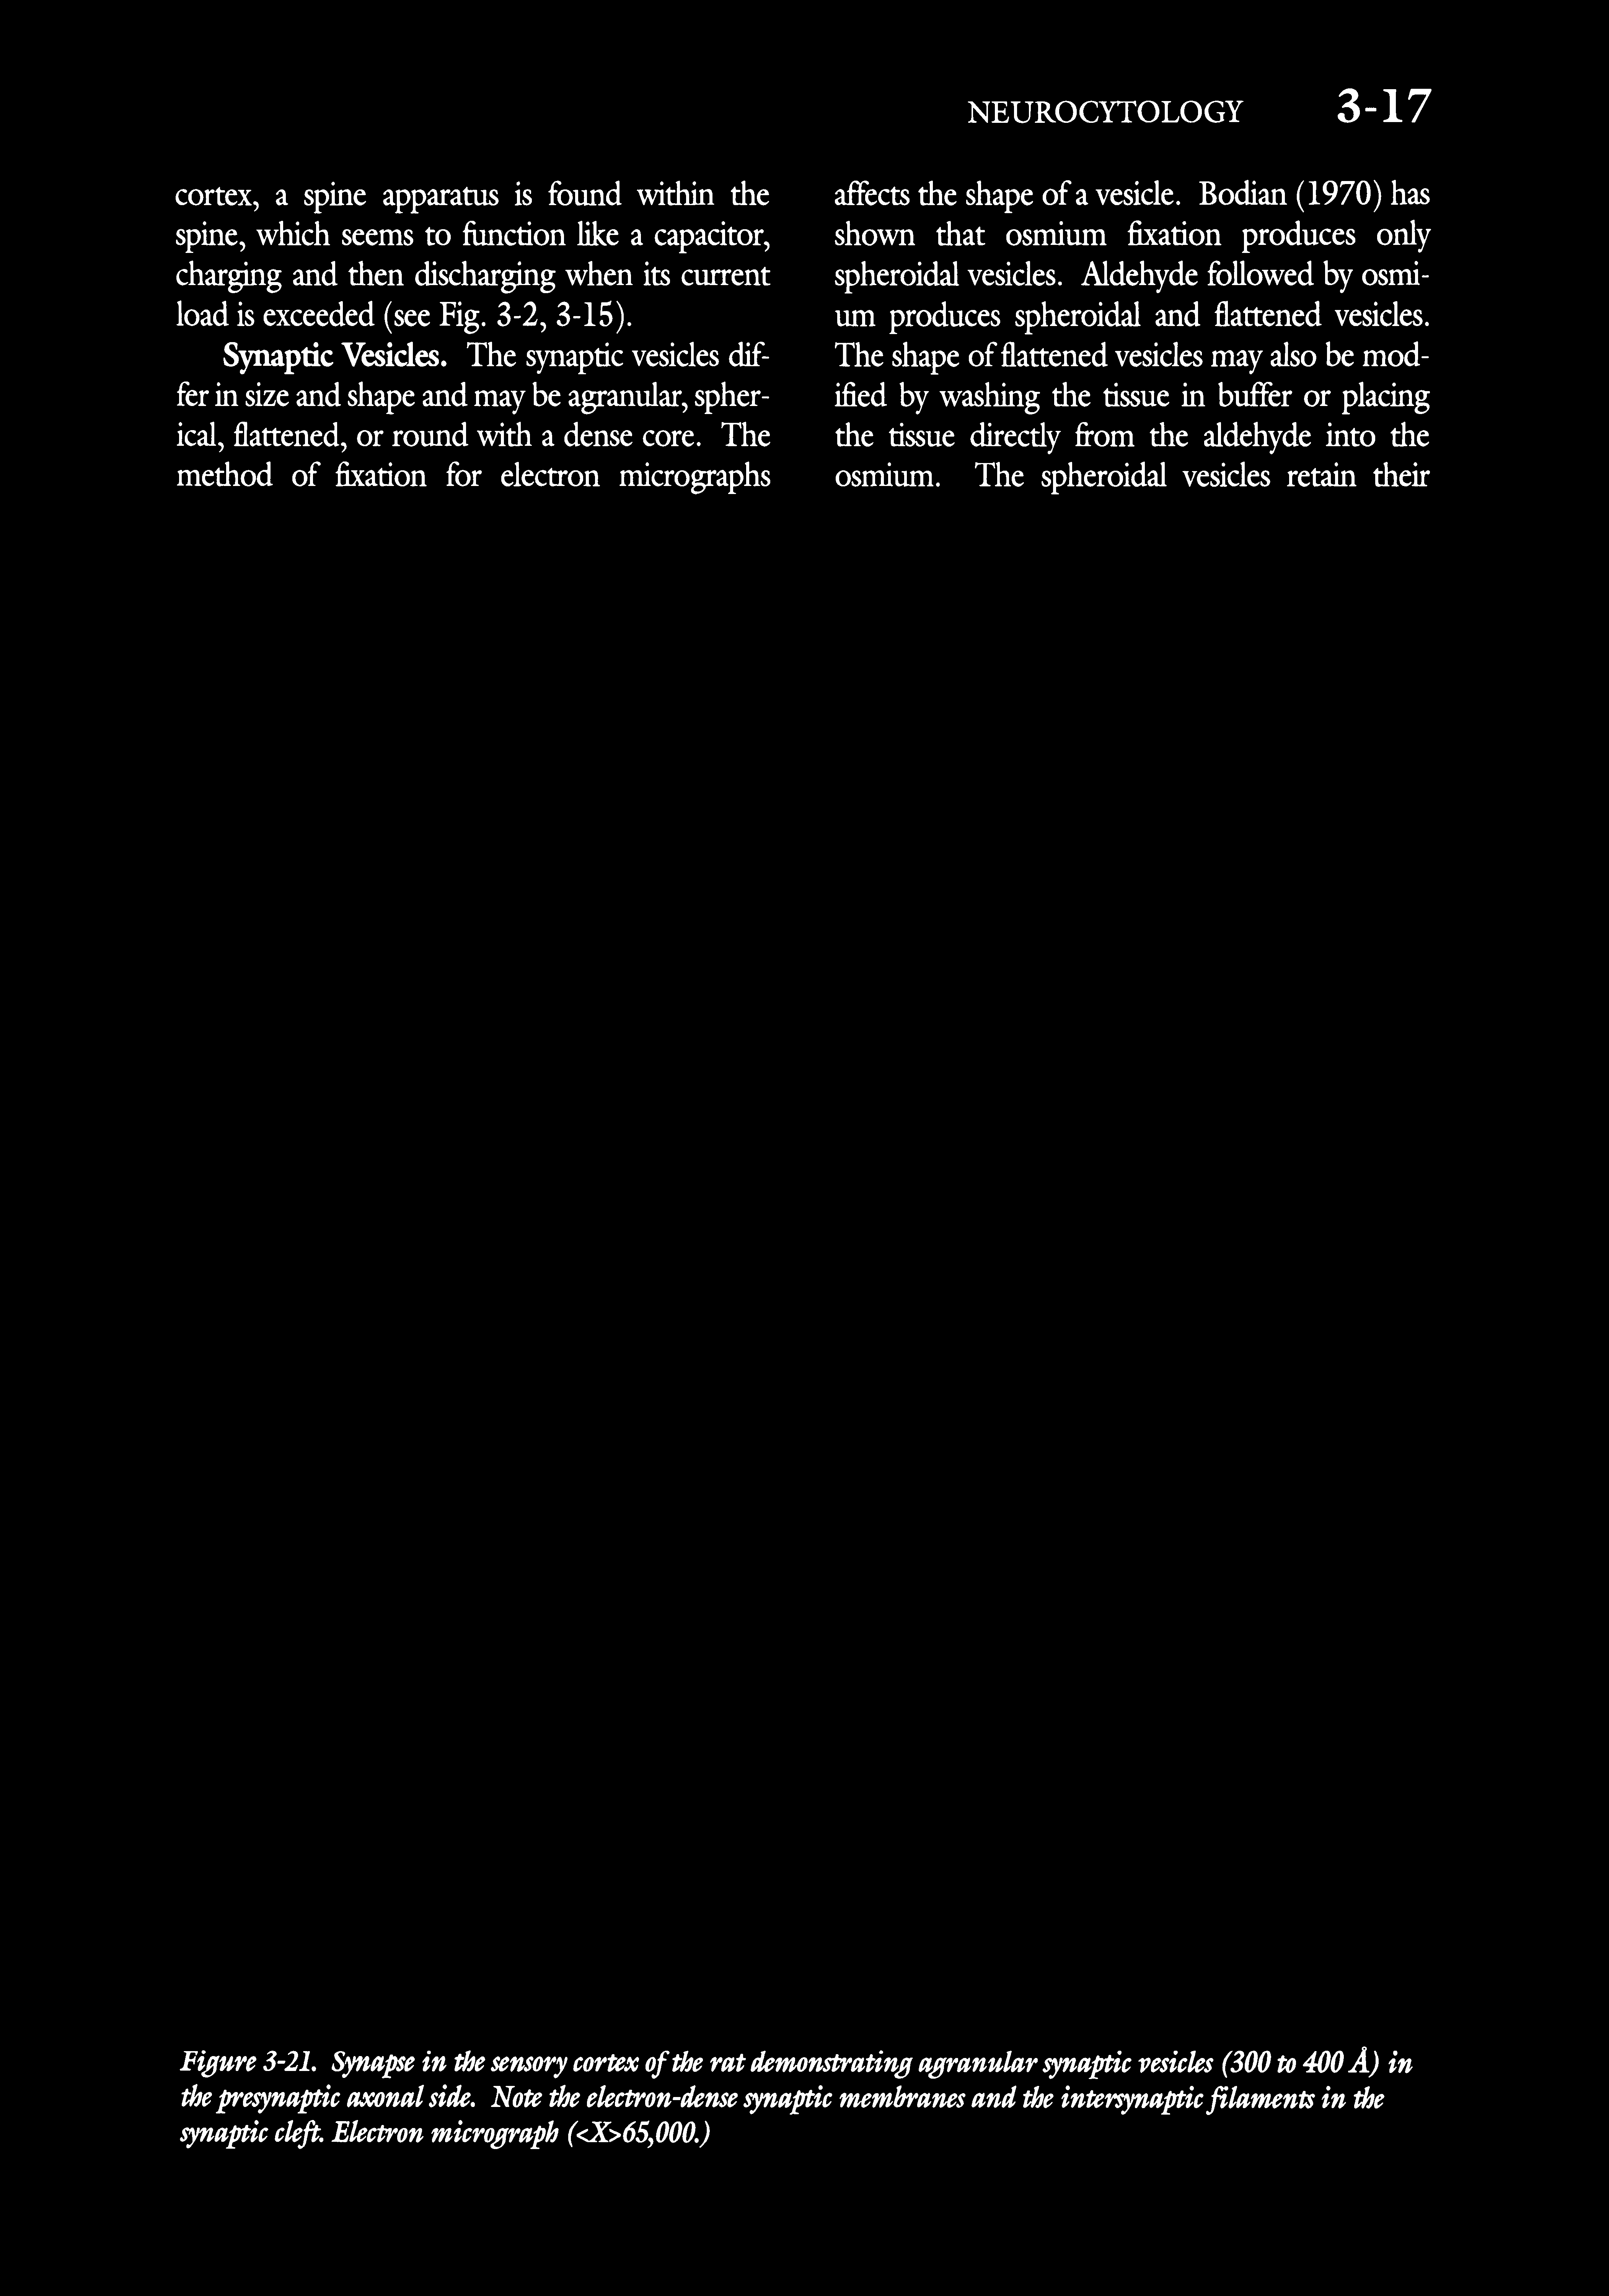 NEUROCYTOLOGY 3-17
cortex, a spine apparatus is found within the
spine, which seems to function like a capacitor,
charging and then discharging when its current
load is exceeded (see Fig. 3-2, 3-15).
Synaptic Vesicles. The synaptic vesicles dif-
fer in size and shape and may be agranular, spher-
ical, flattened, or round with a dense core. The
method of fixation for electron micrographs
affects the shape of a vesicle. Bodian (1970) has
shown that osmium fixation produces only
spheroidal vesicles. Aldehyde followed by osmi-
um produces spheroidal and flattened vesicles.
The shape of flattened vesicles may also be mod-
ified by washing the tissue in buffer or placing
the tissue directly from the aldehyde into the
osmium. The spheroidal vesicles retain their
Figure 3-21. Synapse in the sensory cortex of the rat demonstrating agranular synaptic vesicles (300 to 400 Å) in
the presynaptic axonal side. Note the electron-dense synaptic membranes and the intersynaptic filaments in the
synaptic cleft. Electron micrograph (<X>65,000.)